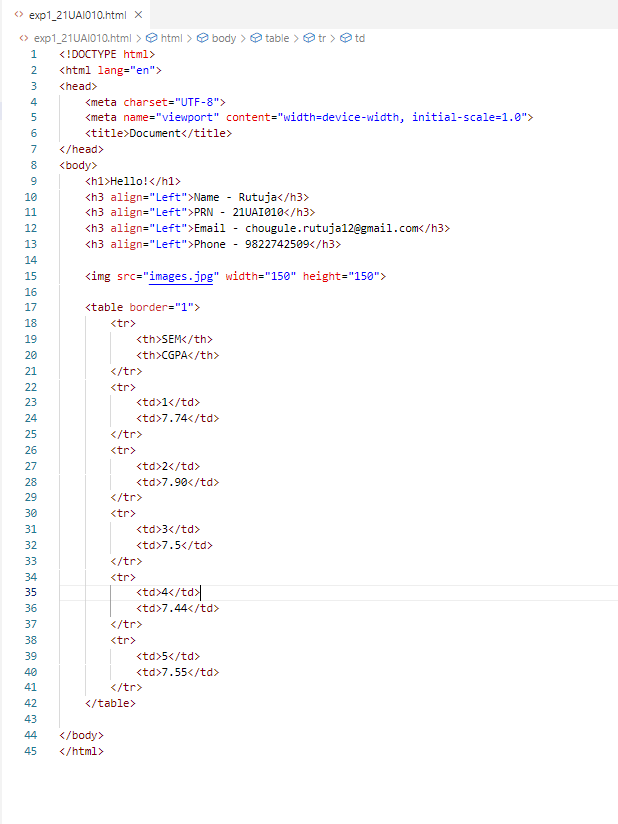 exp1_21UAI010.html
exp1_21UAI010.html > html > body > table > tr > td
1 <!DOCTYPE html>
2 <html lang="en">
3 <head>
4 <meta charset="UTF-8">
5 <meta name="viewport" content="width=device-width, initial-scale=1.0">
6 <title>Document</title>
7 </head>
8 <body>
9 <h1>Hello!</h1>
10 <h3 align="Left">Name - Rutuja</h3>
11 <h3 align="Left">PRN - 21UAI010</h3>
12 <h3 align="Left">Email - chougule.rutuja12@gmail.com</h3>
13 <h3 align="Left">Phone - 9822742509</h3>
14
15 <img src="images.jpg" width="150" height="150">
16
17 <table border="1">
18 <tr>
19 <th>SEM</th>
20 <th>CGPA</th>
21 </tr>
22 <tr>
23 <td>1</td>
24 <td>7.74</td>
25 </tr>
26 <tr>
27 <td>2</td>
28 <td>7.90</td>
29 </tr>
30 <tr>
31 <td>3</td>
32 <td>7.5</td>
33 </tr>
34 <tr>
35 <td>4</td>
36 <td>7.44</td>
37 </tr>
38 <tr>
39 <td>5</td>
40 <td>7.55</td>
41 </tr>
42 </table>
43
44 </body>
45 </html>